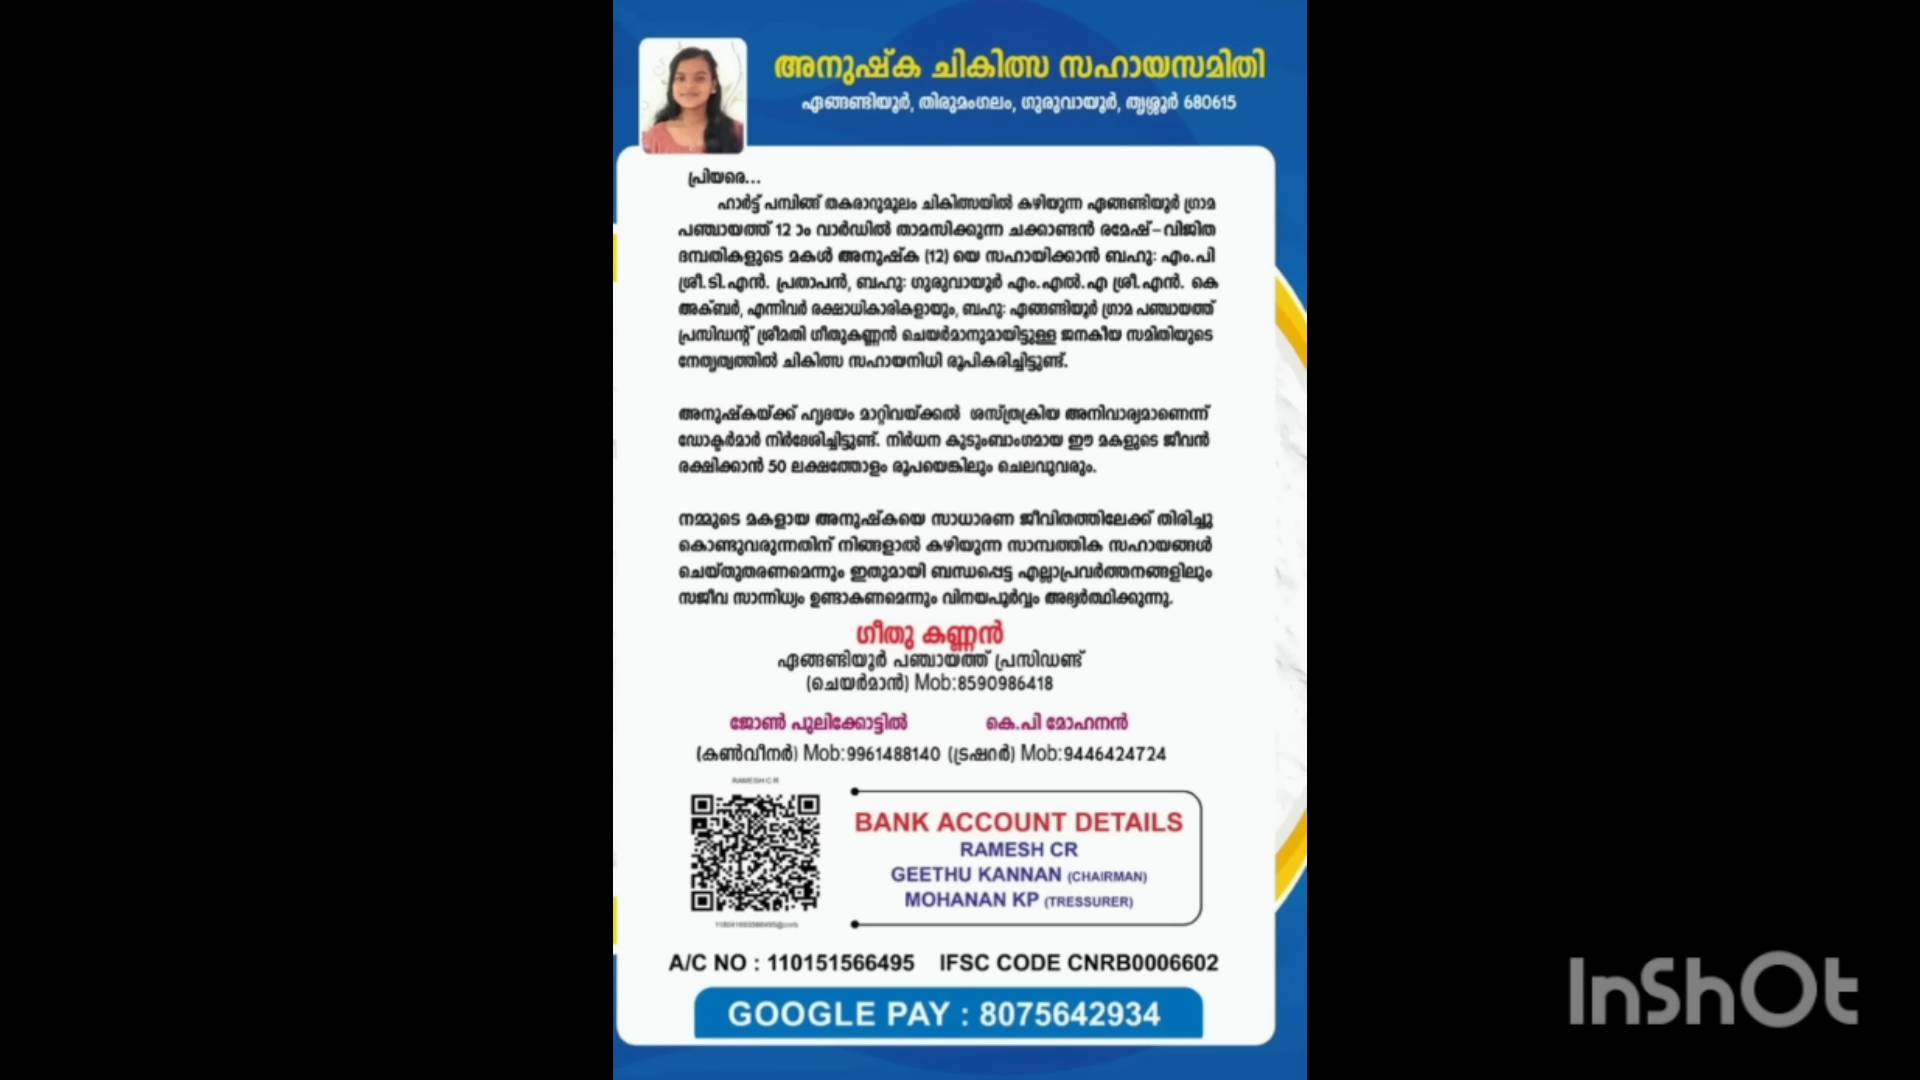 അനുഷ്ക ചികിത്സ സഹായസമിതി
ഏങ്ങണ്ടിയൂർ, തിരുമംഗലം, ഗുരുവായൂർ, തൃശ്ശൂർ 680615
പ്രിയരെ...
ഹാർട്ട് പമ്പിങ്ങ് തകരാറുമൂലം ചികിത്സയിൽ കഴിയുന്ന ഏങ്ങണ്ടിയൂർ ഗ്രാമ
പഞ്ചായത്ത് 12 ാം വാർഡിൽ താമസിക്കുന്ന ചക്കാണ്ടൻ രമേഷ്-വിജിത
ദമ്പതികളുടെ മകൾ അനുഷ്ക (12) യെ സഹായിക്കാൻ ബഹു: എം.പി
ശ്രീ.ടി.എൻ. പ്രതാപൻ, ബഹു: ഗുരുവായൂർ എം.എൽ.എ ശ്രീ.എൻ. കെ
അക്ബർ, എന്നിവർ രക്ഷാധികാരികളായും, ബഹു: ഏങ്ങണ്ടിയൂർ ഗ്രാമ പഞ്ചായത്ത്
പ്രസിഡന്റ് ശ്രീമതി ഗീതുകണ്ണൻ ചെയർമാനുമായിട്ടുള്ള ജനകീയ സമിതിയുടെ
നേതൃത്വത്തിൽ ചികിത്സ സഹായനിധി രൂപികരിച്ചിട്ടുണ്ട്.
അനുഷ്കയ്ക്ക് ഹൃദയം മാറ്റിവയ്ക്കൽ ശസ്ത്രക്രിയ അനിവാര്യമാണെന്ന്
ഡോക്ടർമാർ നിർദേശിച്ചിട്ടുണ്ട്. നിർധന കുടുംബാംഗമായ ഈ മകളുടെ ജീവൻ
രക്ഷിക്കാൻ 50 ലക്ഷത്തോളം രൂപയെങ്കിലും ചെലവുവരും.
നമ്മുടെ മകളായ അനുഷ്കയെ സാധാരണ ജീവിതത്തിലേക്ക് തിരിച്ചു
കൊണ്ടുവരുന്നതിന് നിങ്ങളാൽ കഴിയുന്ന സാമ്പത്തിക സഹായങ്ങൾ
ചെയ്തുതരണമെന്നും ഇതുമായി ബന്ധപ്പെട്ട എല്ലാപ്രവർത്തനങ്ങളിലും
സജീവ സാന്നിധ്യം ഉണ്ടാകണമെന്നും വിനയപൂർവ്വം അഭ്യർത്ഥിക്കുന്നു.
ഗീതു കണ്ണൻ
ഏങ്ങണ്ടിയൂർ പഞ്ചായത്ത് പ്രസിഡണ്ട്
(ചെയർമാൻ) Mob:8590986418
ജോൺ പുലിക്കോട്ടിൽ കെ.പി മോഹനൻ
(കൺവീനർ) Mob:9961488140 (ട്രഷറർ) Mob:9446424724
RAMESH C R
BANK ACCOUNT DETAILS
RAMESH CR
GEETHU KANNAN (CHAIRMAN)
MOHANAN KP (TRESSURER)
A/C NO : 110151566495 IFSC CODE CNRB0006602
GOOGLE PAY : 8075642934
InShOt